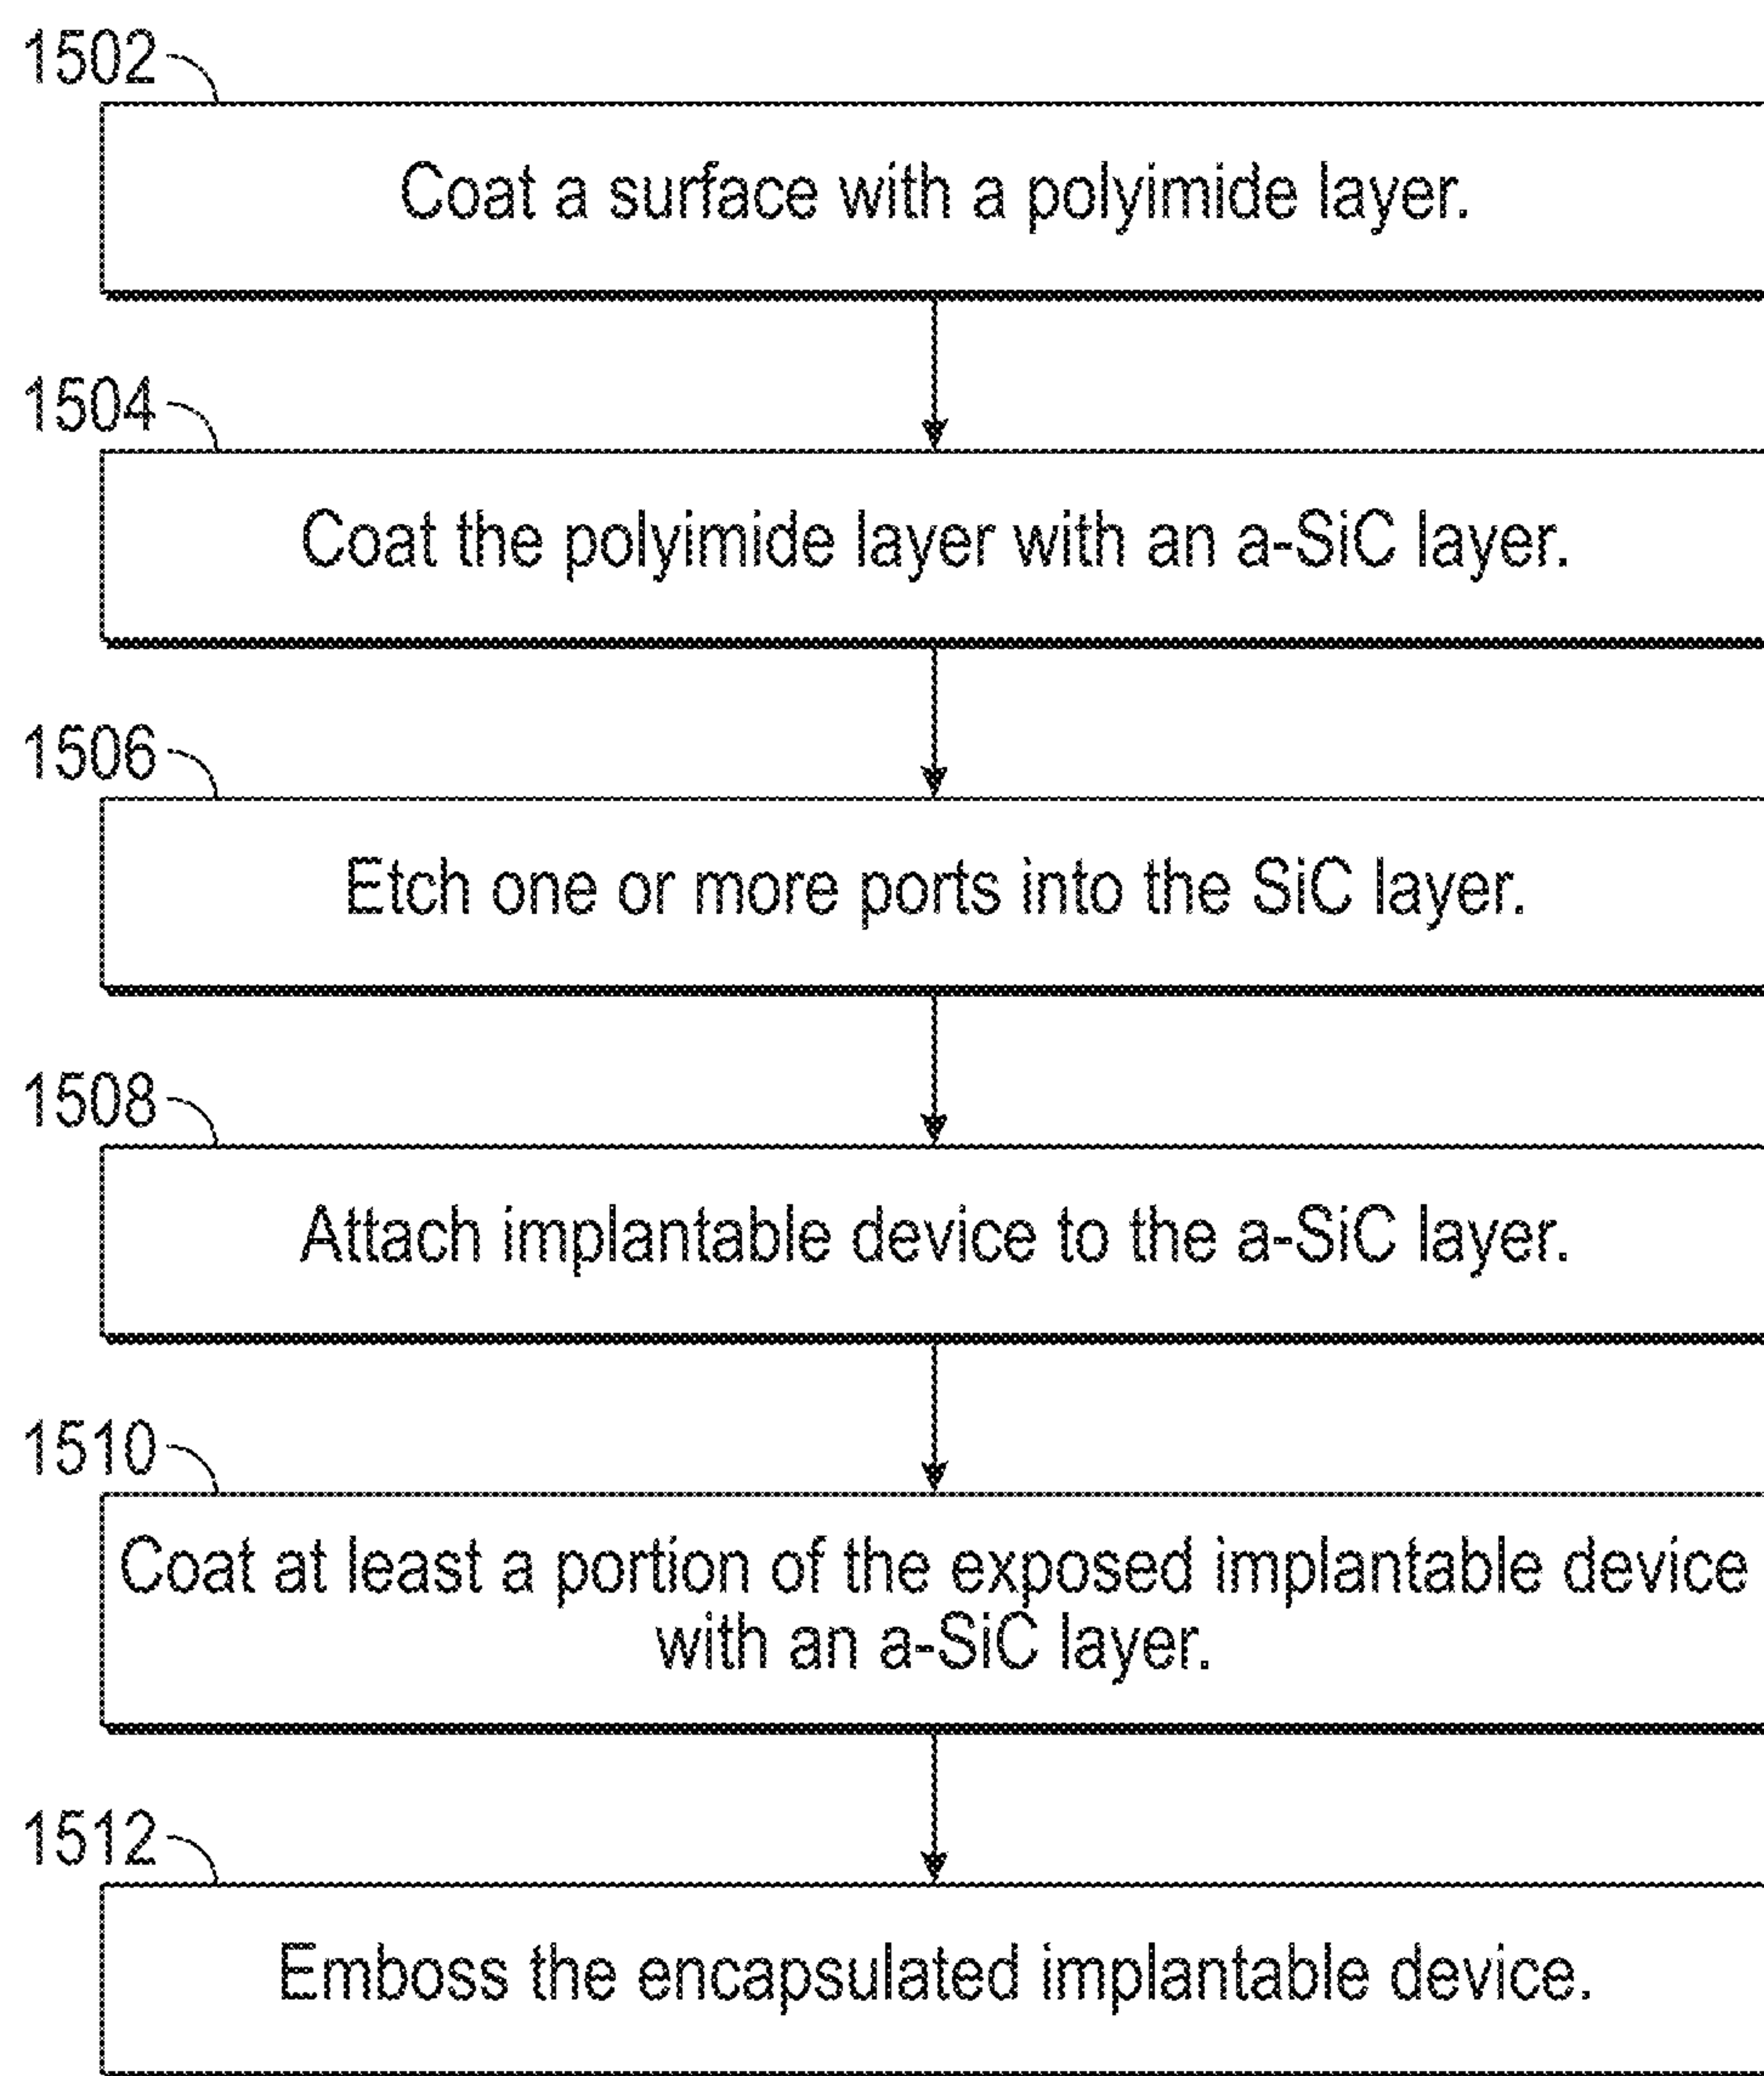 1502
Coat a surface with a polyimide layer.
1504
Coat the polyimide layer with an a-SiC layer.
1506
Etch one or more ports into the SiC layer.
1508
Attach implantable device to the a-SiC layer.
1510
Coat at least a portion of the exposed implantable device
with an a-SiC layer.
1512
Emboss the encapsulated implantable device.